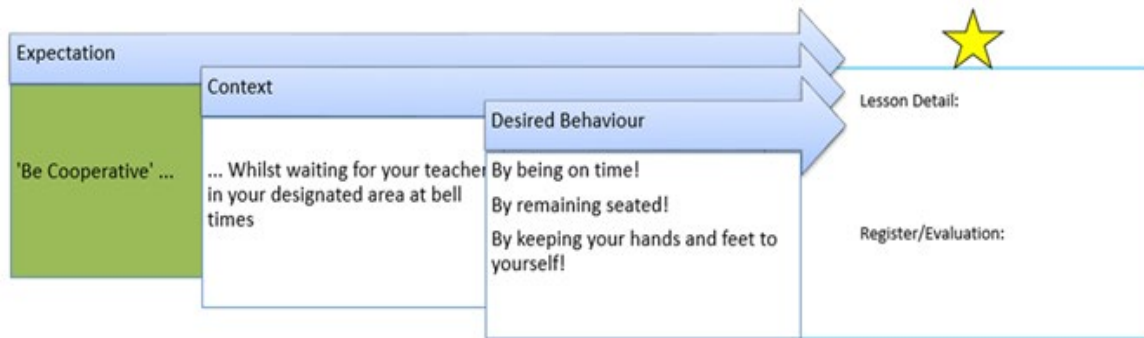 Expectation
Context
Desired Behaviour
Lesson Detail:
'Be Cooperative' ...
... Whilst waiting for your teacher
in your designated area at bell
times
By being on time!
By remaining seated!
By keeping your hands and feet to
yourself!
Register/Evaluation: